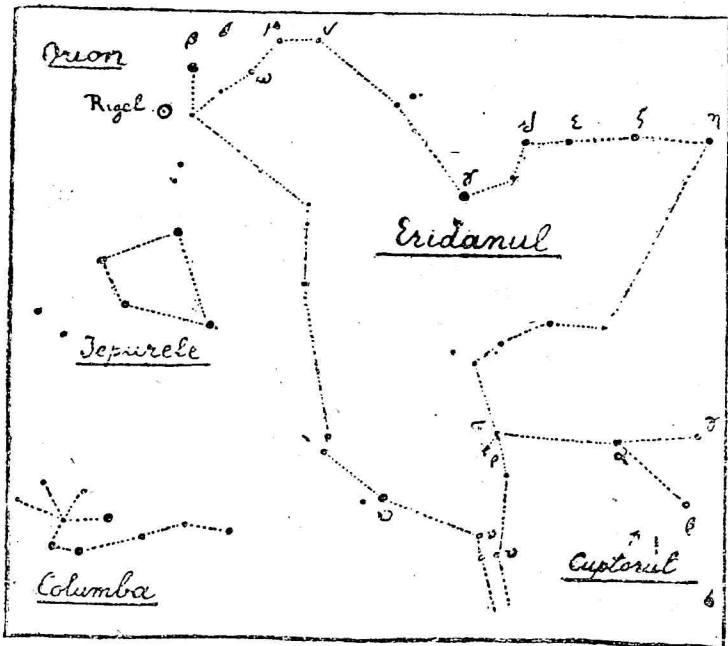 Orion
β
μ
ν
ω
Rigel
δ
ε
ζ
η
γ
Eridanul
Iepurele
α
β
υ
υ
υ
Cuptorul
Columba